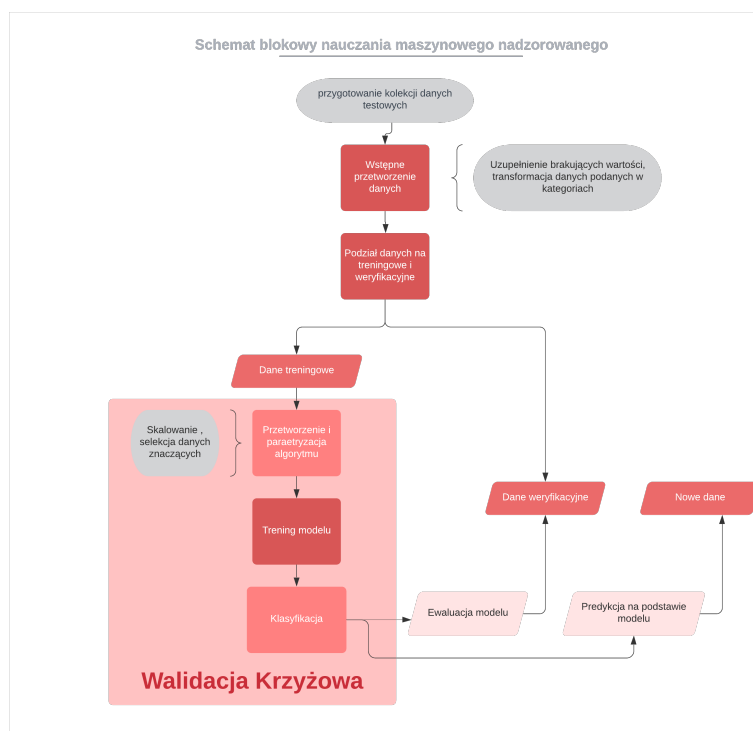 Schemat blokowy nauczania maszynowego nadzorowanego
przygotowanie kolekcji danych
testowych
Wstępne
przetworzenie
danych
Uzupełnienie brakujących wartości,
transformacja danych podanych w
kategoriach
Podział danych na
treningowe i
weryfikacyjne
Dane treningowe
Skalowanie ,
selekcja danych
znaczących
Przetworzenie i
paraetryzacja
algorytmu
Trening modelu
Klasyfikacja
Walidacja Krzyżowa
Dane weryfikacyjne
Nowe dane
Ewaluacja modelu
Predykcja na podstawie
modelu